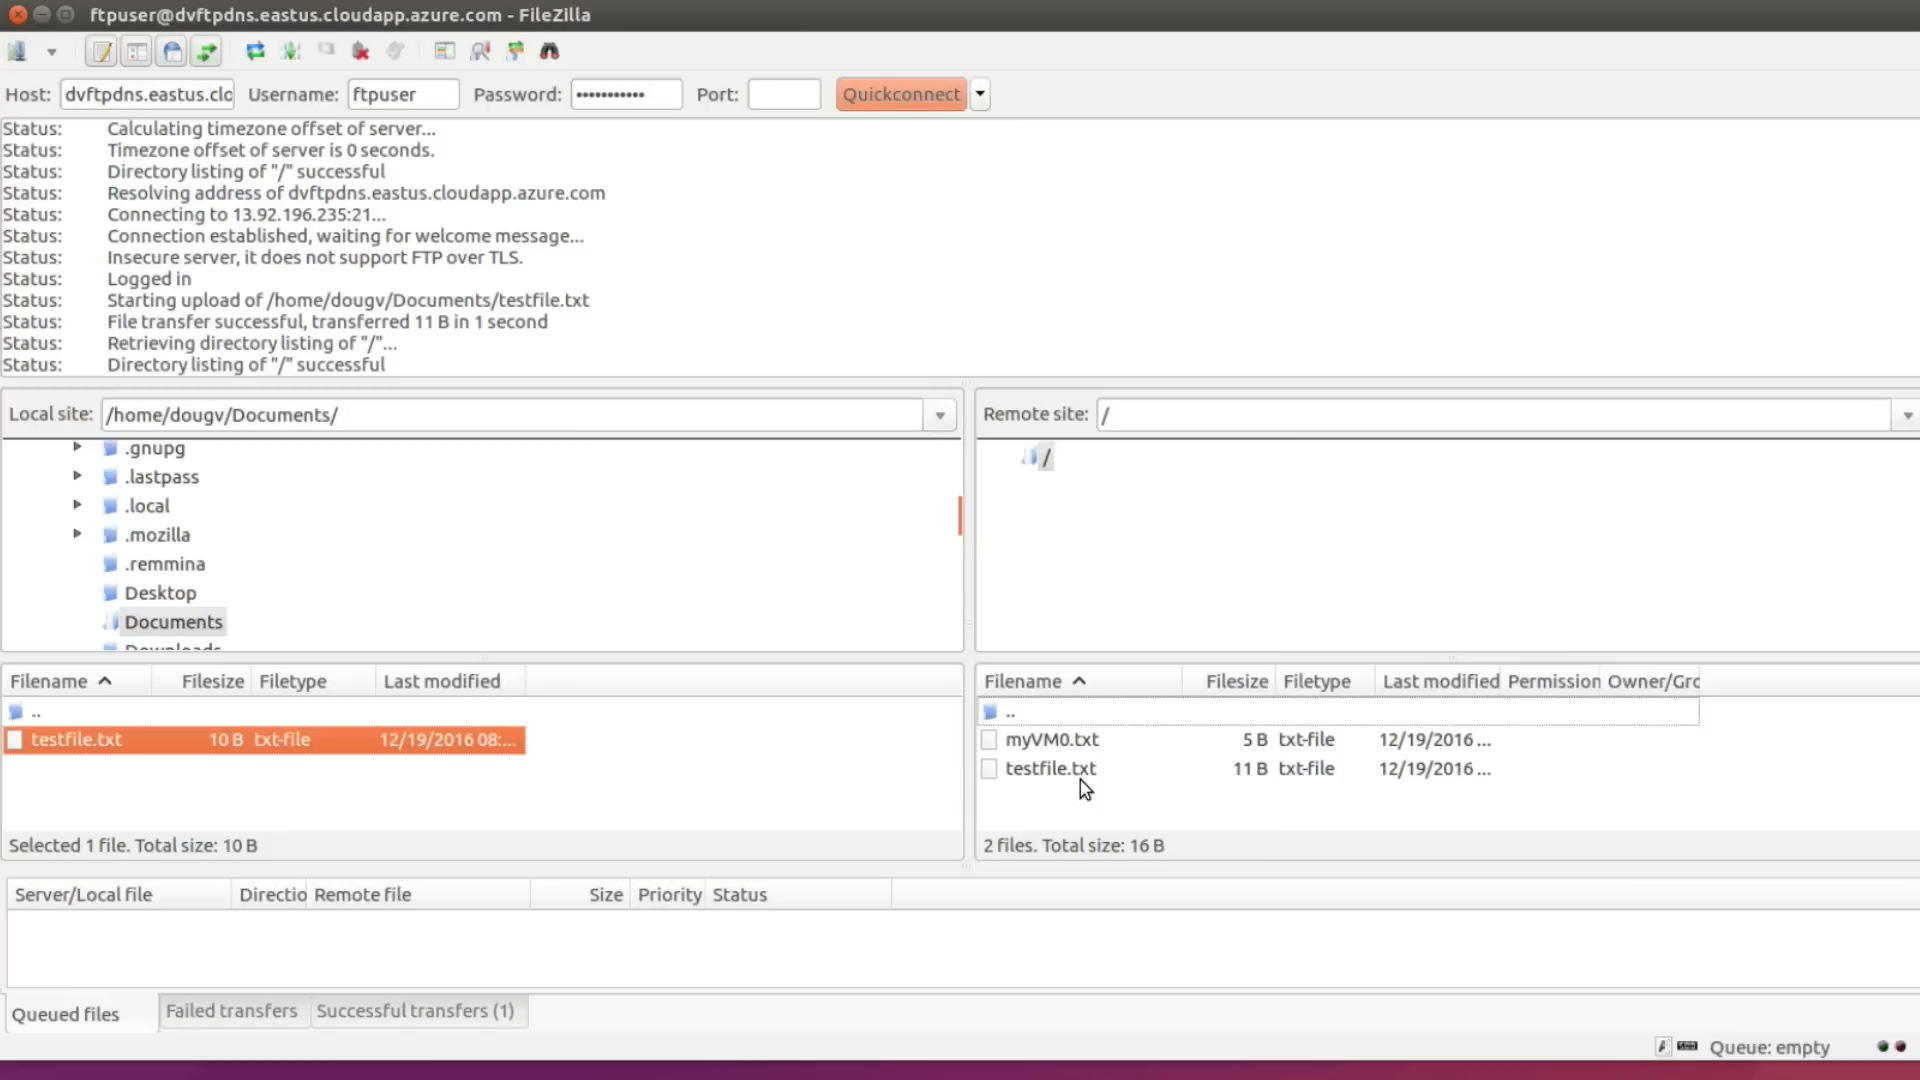 ftpuser@dvftpdns.eastus.cloudapp.azure.com - FileZilla
Host: dvftpdns.eastus.clo Username: ftpuser Password: ••••••••••• Port: Quickconnect
Status: Calculating timezone offset of server...
Status: Timezone offset of server is 0 seconds.
Status: Directory listing of "/" successful
Status: Resolving address of dvftpdns.eastus.cloudapp.azure.com
Status: Connecting to 13.92.196.235:21...
Status: Connection established, waiting for welcome message...
Status: Insecure server, it does not support FTP over TLS.
Status: Logged in
Status: Starting upload of /home/dougv/Documents/testfile.txt
Status: File transfer successful, transferred 11 B in 1 second
Status: Retrieving directory listing of "/"...
Status: Directory listing of "/" successful
Local site: /home/dougv/Documents/
.gnupg
.lastpass
.local
.mozilla
.remmina
Desktop
Documents
Downloads
Remote site: /
/
Filename Filesize Filetype Last modified
..
testfile.txt 10 B txt-file 12/19/2016 08:...
Selected 1 file. Total size: 10 B
Filename Filesize Filetype Last modified Permission Owner/Grc
..
myVM0.txt 5 B txt-file 12/19/2016 ...
testfile.txt 11 B txt-file 12/19/2016 ...
2 files. Total size: 16 B
Server/Local file Directio Remote file Size Priority Status
Queued files Failed transfers Successful transfers (1)
Queue: empty